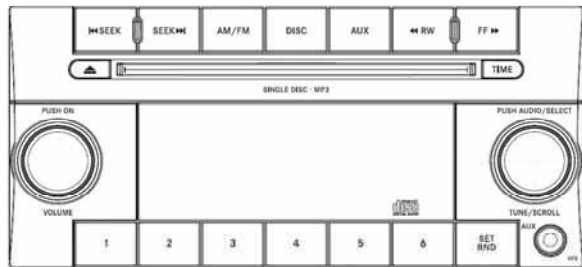 ⏮SEEK SEEK⏭ AM/FM DISC AUX ◀◀ RW FF ▶▶
TIME
SINGLE DISC · MP3
PUSH ON
PUSH AUDIO/SELECT
disc
VOLUME
TUNE/SCROLL
AUX
1 2 3 4 5 6 SET
RND